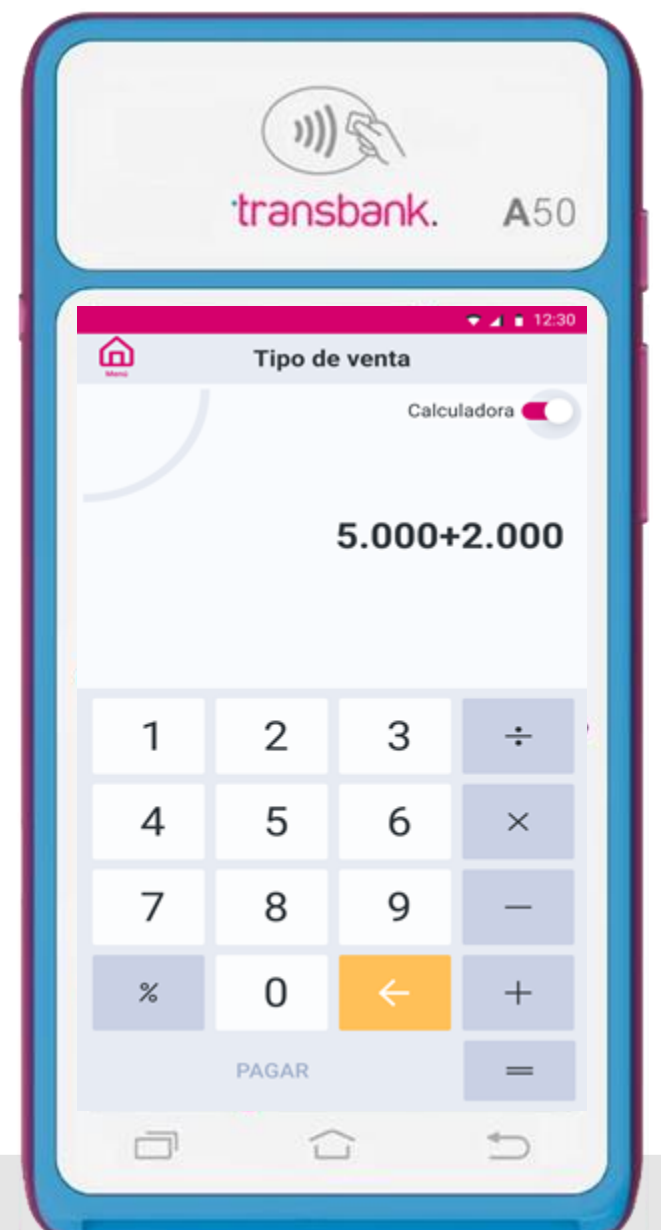 transbank.
A50
12:30
Menú
Tipo de venta
Calculadora
5.000+2.000
1 2 3 ÷
4 5 6 ×
7 8 9 −
% 0 ← +
PAGAR =